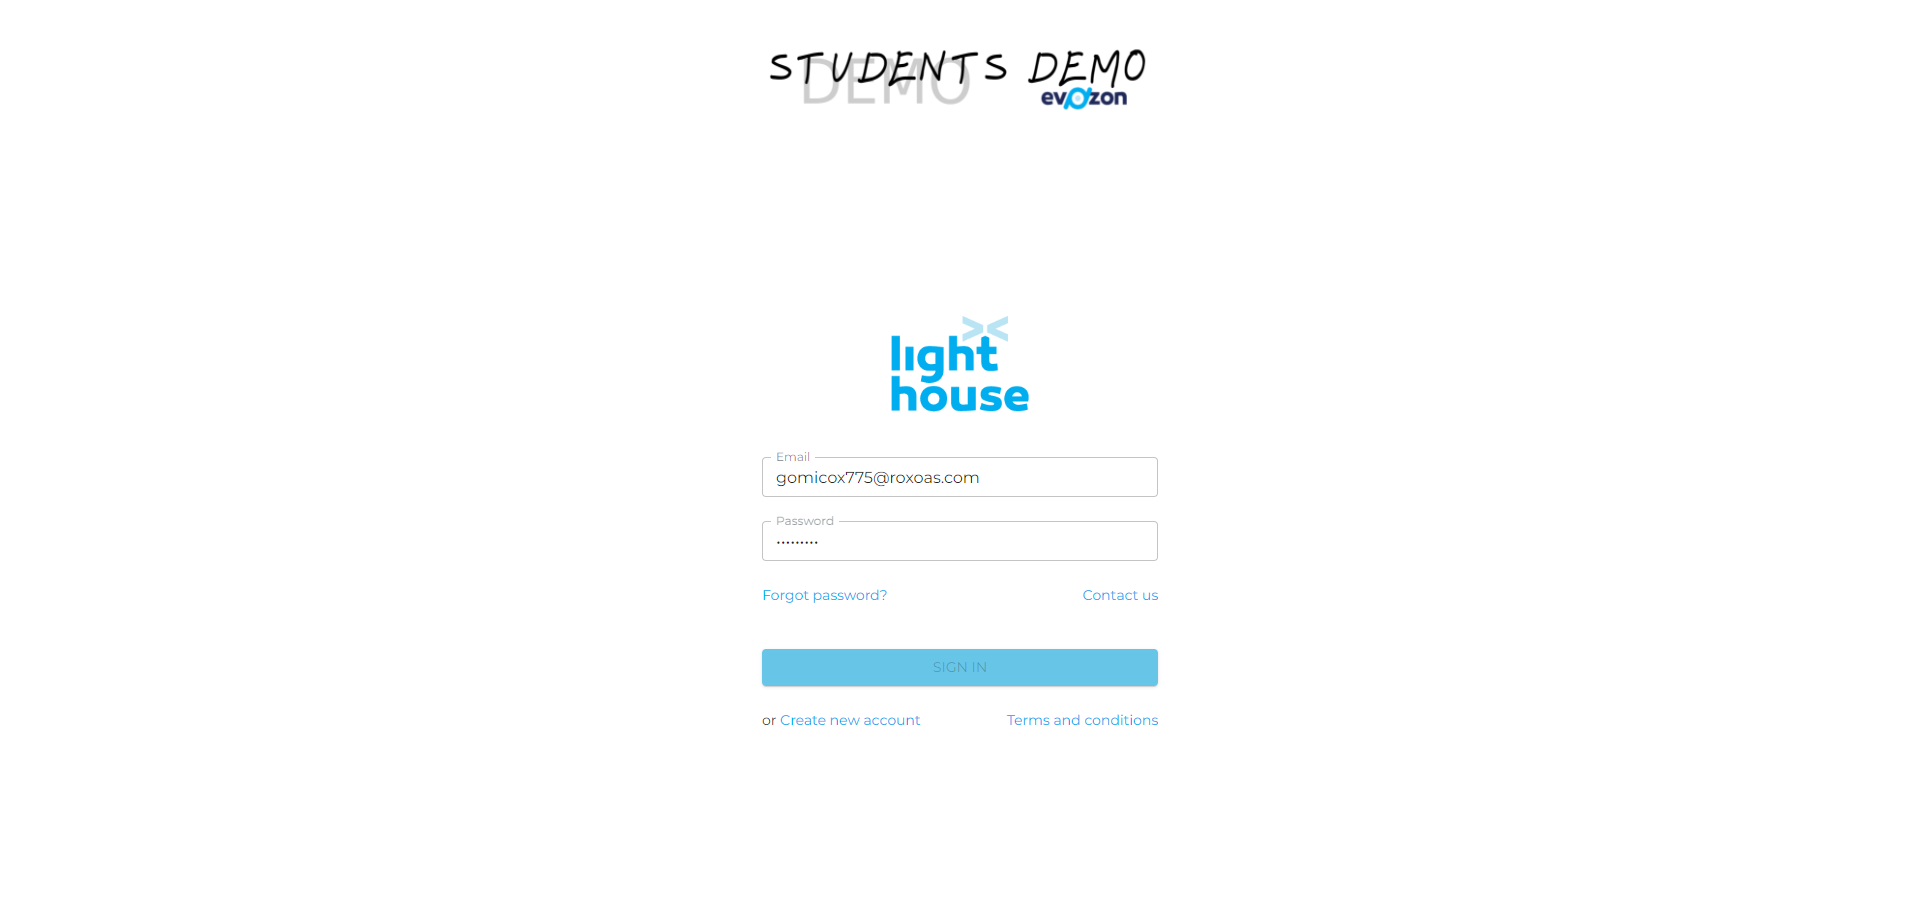 STUDENTS DEMO
DEMO
evozon
light
house
Email
gomicox775@roxoas.com
Password
•••••••••
Forgot password? Contact us
SIGN IN
or Create new account Terms and conditions